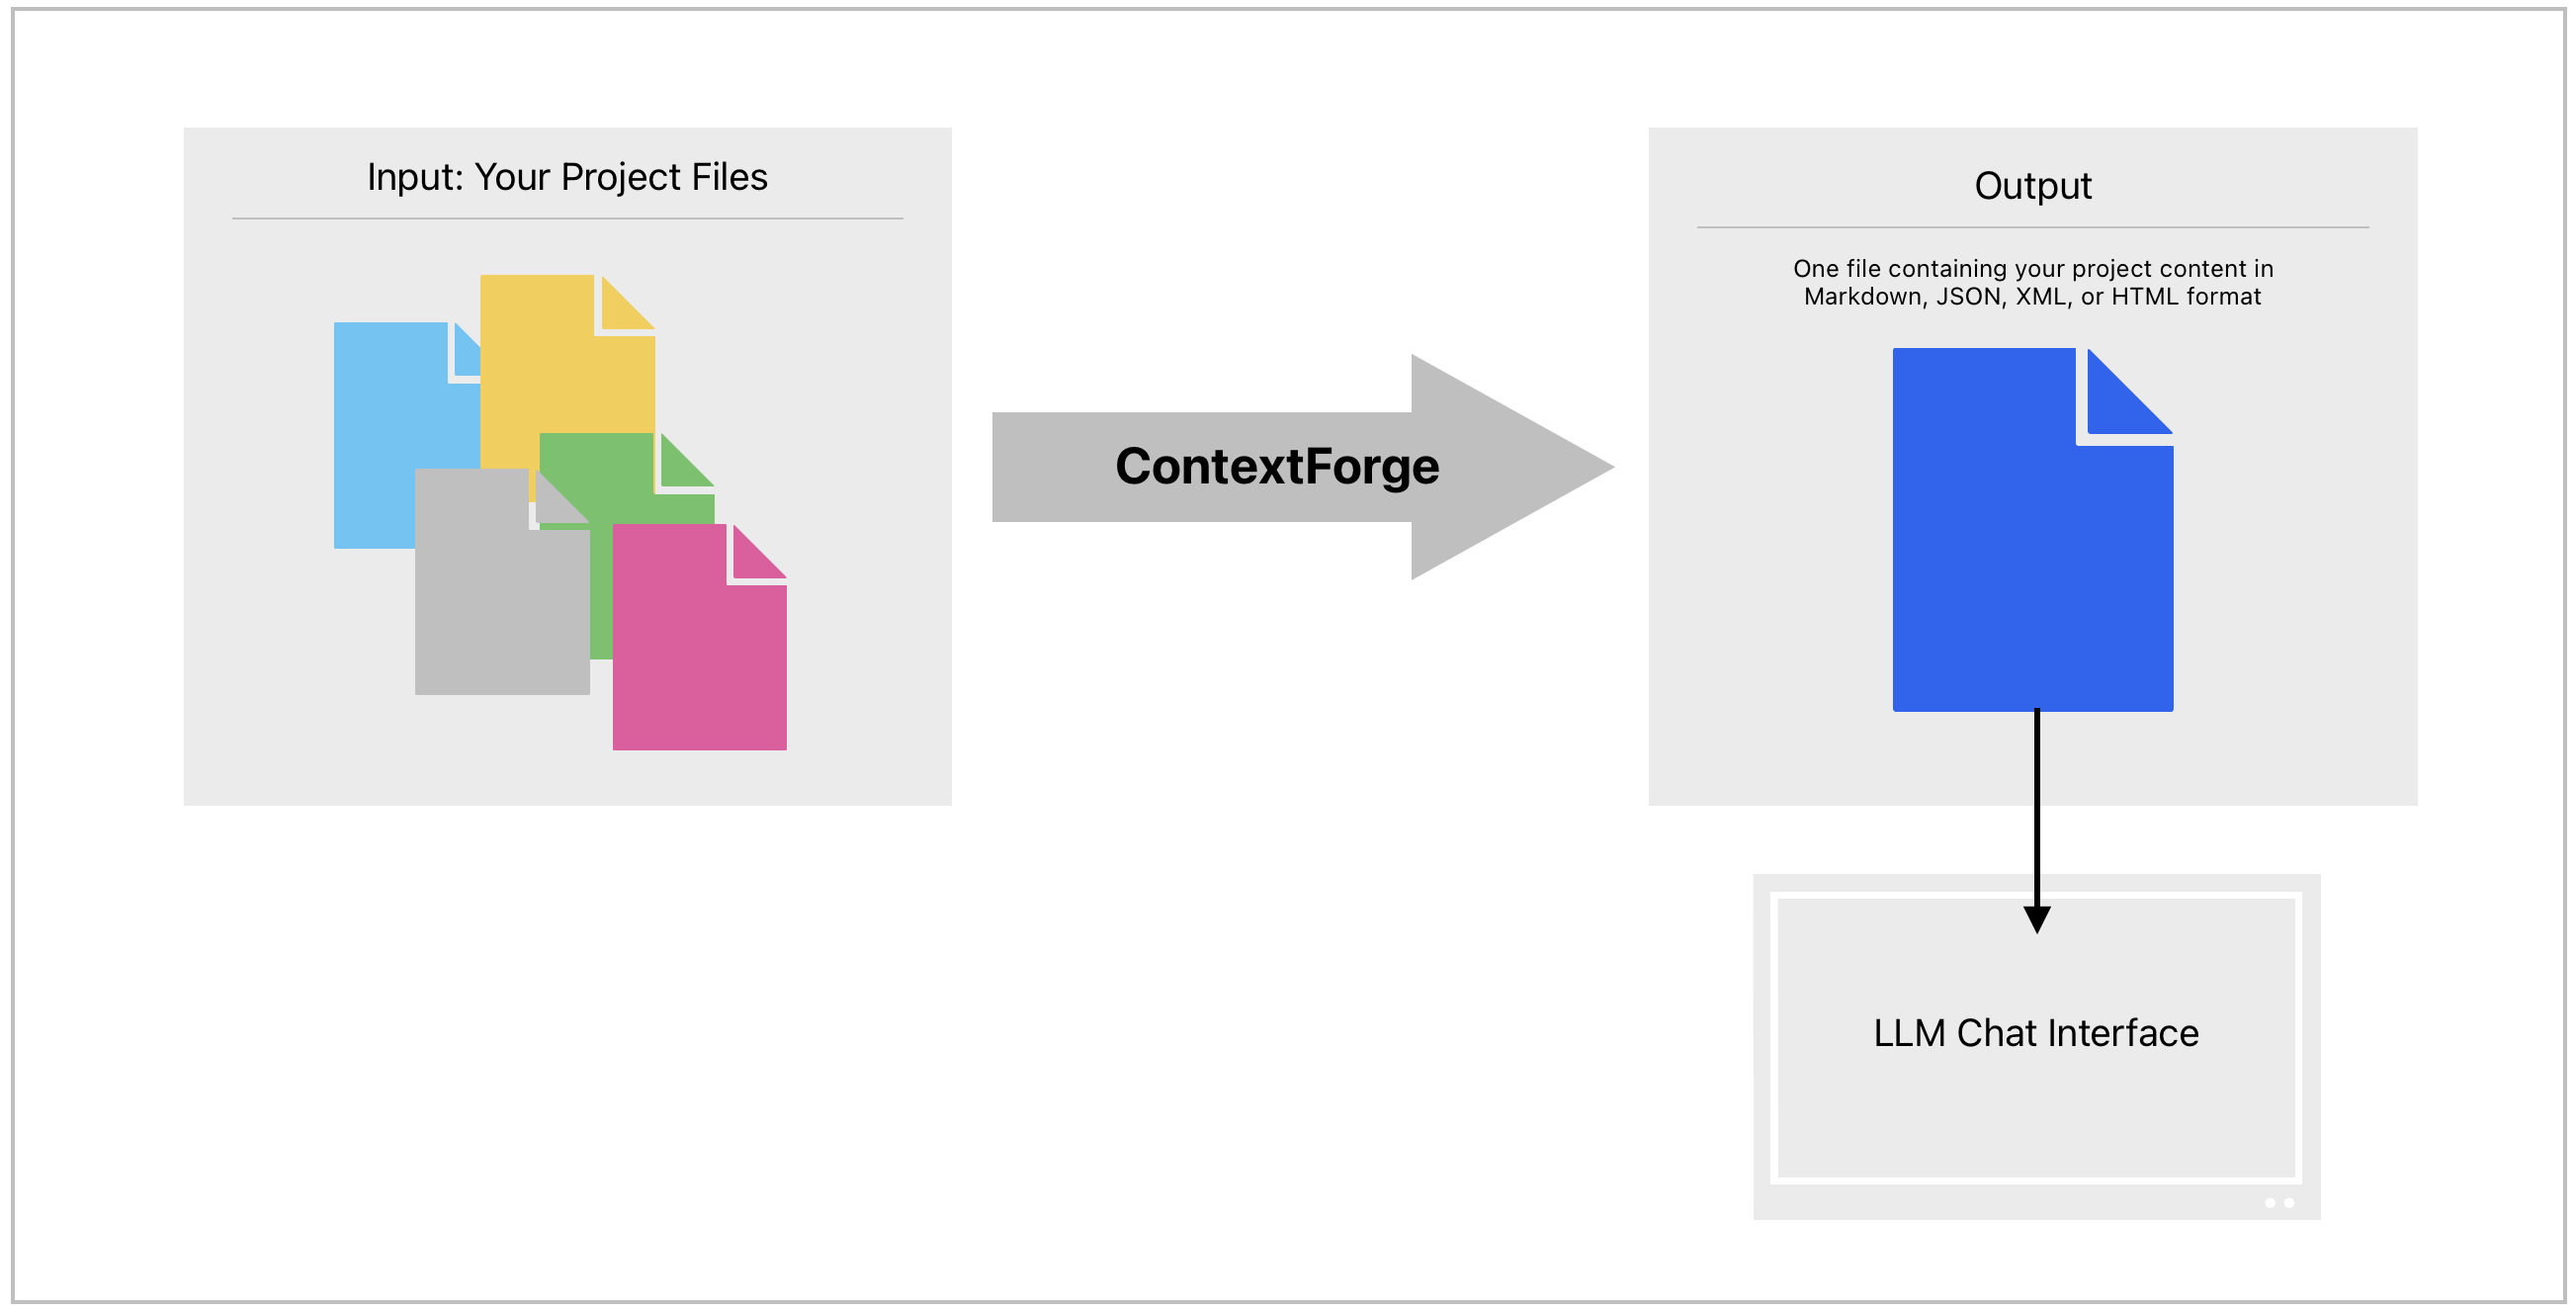 Input: Your Project Files
ContextForge
Output
One file containing your project content in
Markdown, JSON, XML, or HTML format
LLM Chat Interface